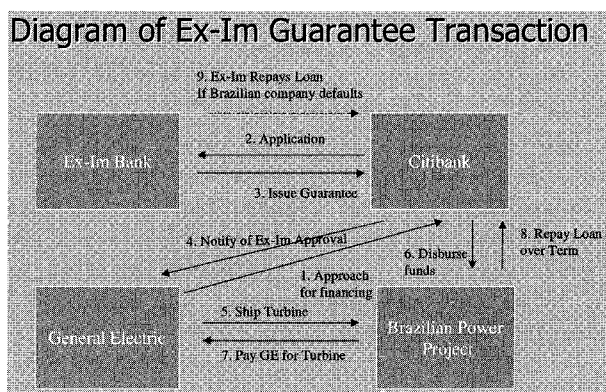 Diagram of Ex-Im Guarantee Transaction
9. Ex-Im Repays Loan
If Brazilian company defaults
2. Application
Ex-Im Bank
Citibank
3. Issue Guarantee
4. Notify of Ex-Im Approval
8. Repay Loan
over Term
6. Disburse
funds
1. Approach
for financing
5. Ship Turbine
General Electric
Brazilian Power
Project
7. Pay GE for Turbine